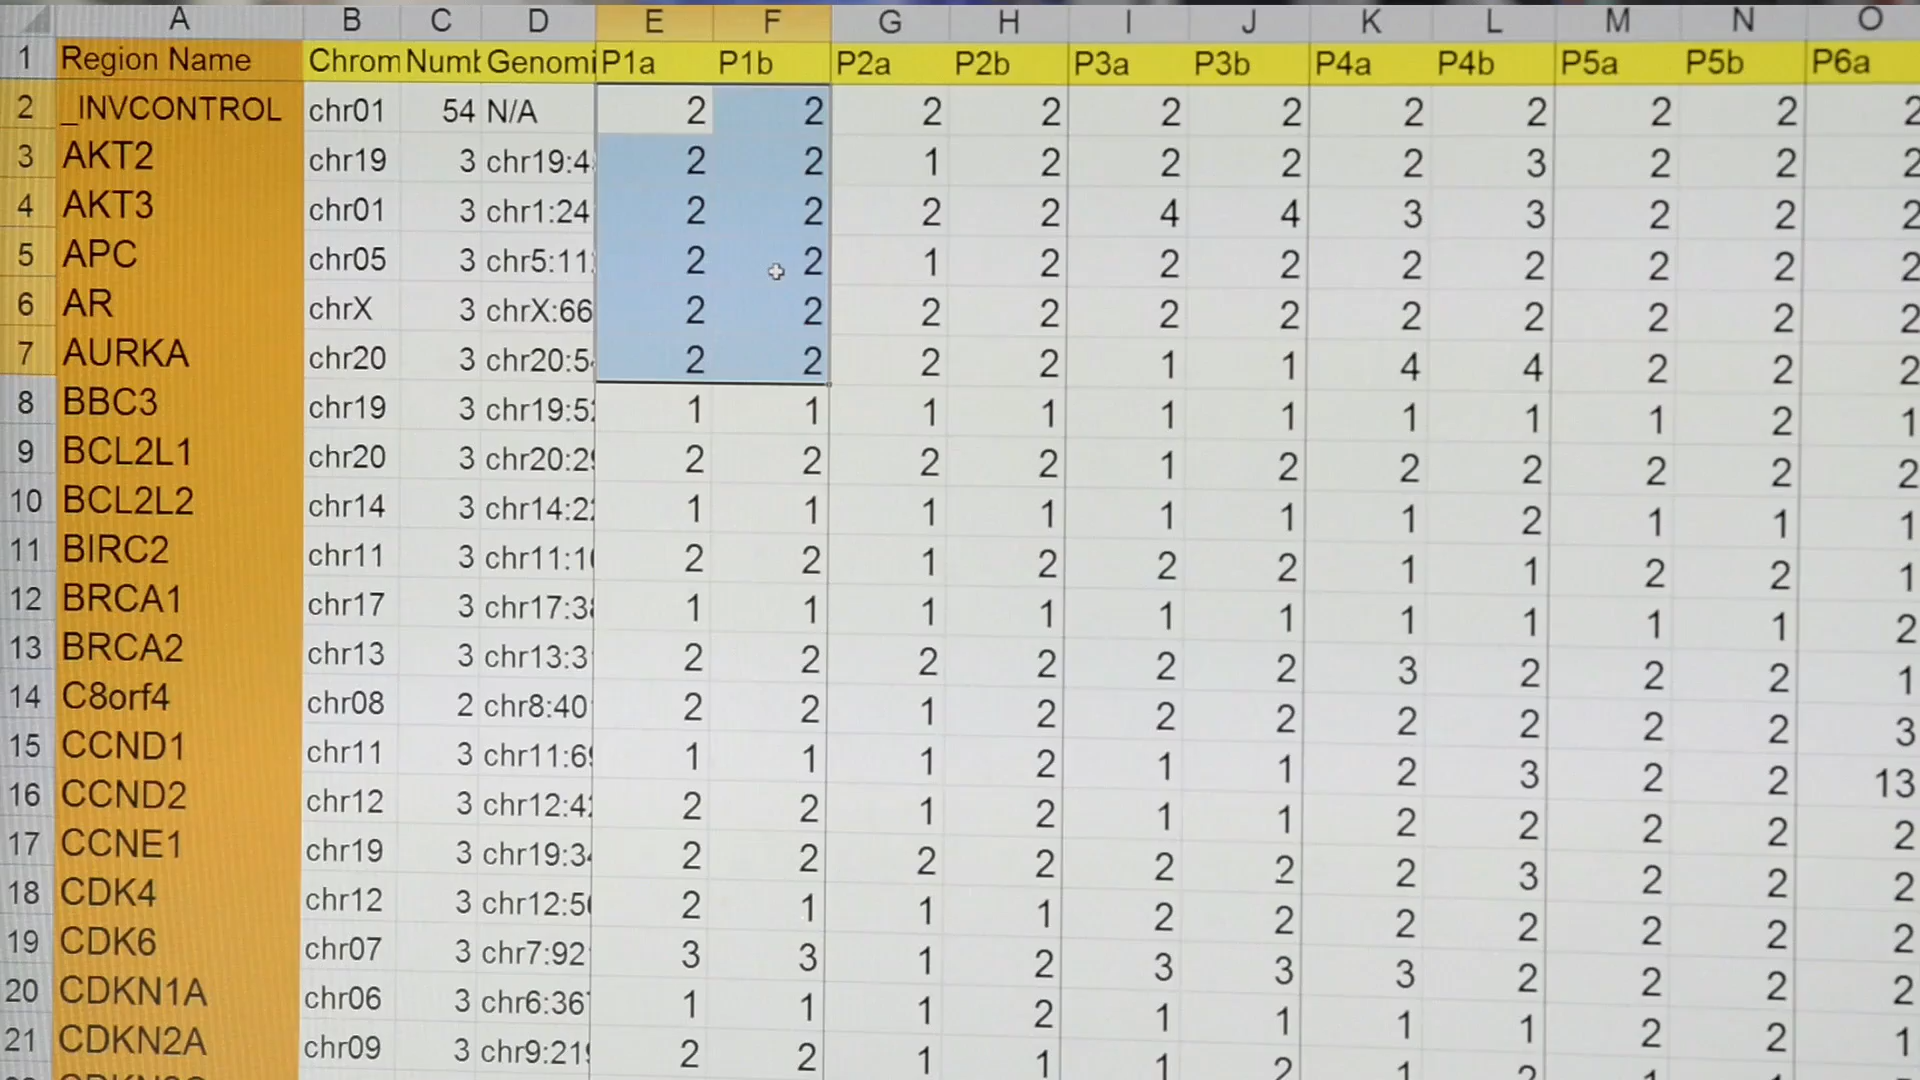 A B C D E F G H I J K L M N O
1 Region Name Chrom Numb Genomi P1a P1b P2a P2b P3a P3b P4a P4b P5a P5b P6a
2 _INVCONTROL chr01 54 N/A 2 2 2 2 2 2 2 2 2 2 2
3 AKT2 chr19 3 chr19:4 2 2 1 2 2 2 2 3 2 2 2
4 AKT3 chr01 3 chr1:24 2 2 2 2 4 4 3 3 2 2 2
5 APC chr05 3 chr5:11 2 2 1 2 2 2 2 2 2 2 2
6 AR chrX 3 chrX:66 2 2 2 2 2 2 2 2 2 2 2
7 AURKA chr20 3 chr20:5 2 2 2 2 1 1 4 4 2 2 2
8 BBC3 chr19 3 chr19:5 1 1 1 1 1 1 1 1 1 2 1
9 BCL2L1 chr20 3 chr20:2 2 2 2 2 1 2 2 2 2 2 2
10 BCL2L2 chr14 3 chr14:2 1 1 1 1 1 1 1 2 1 1 1
11 BIRC2 chr11 3 chr11:1 2 2 1 2 2 2 1 1 2 2 1
12 BRCA1 chr17 3 chr17:3 1 1 1 1 1 1 1 1 1 1 2
13 BRCA2 chr13 3 chr13:3 2 2 2 2 2 2 3 2 2 2 1
14 C8orf4 chr08 2 chr8:40 2 2 1 2 2 2 2 2 2 2 3
15 CCND1 chr11 3 chr11:6 1 1 1 2 1 1 2 3 2 2 13
16 CCND2 chr12 3 chr12:4 2 2 1 2 1 1 2 2 2 2 2
17 CCNE1 chr19 3 chr19:3 2 2 2 2 2 2 2 3 2 2 2
18 CDK4 chr12 3 chr12:5 2 1 1 1 2 2 2 2 2 2 2
19 CDK6 chr07 3 chr7:92 3 3 1 2 3 3 3 2 2 2 2
20 CDKN1A chr06 3 chr6:36 1 1 1 2 1 1 1 1 2 2 1
21 CDKN2A chr09 3 chr9:21 2 2 1 1 1 2 1 2